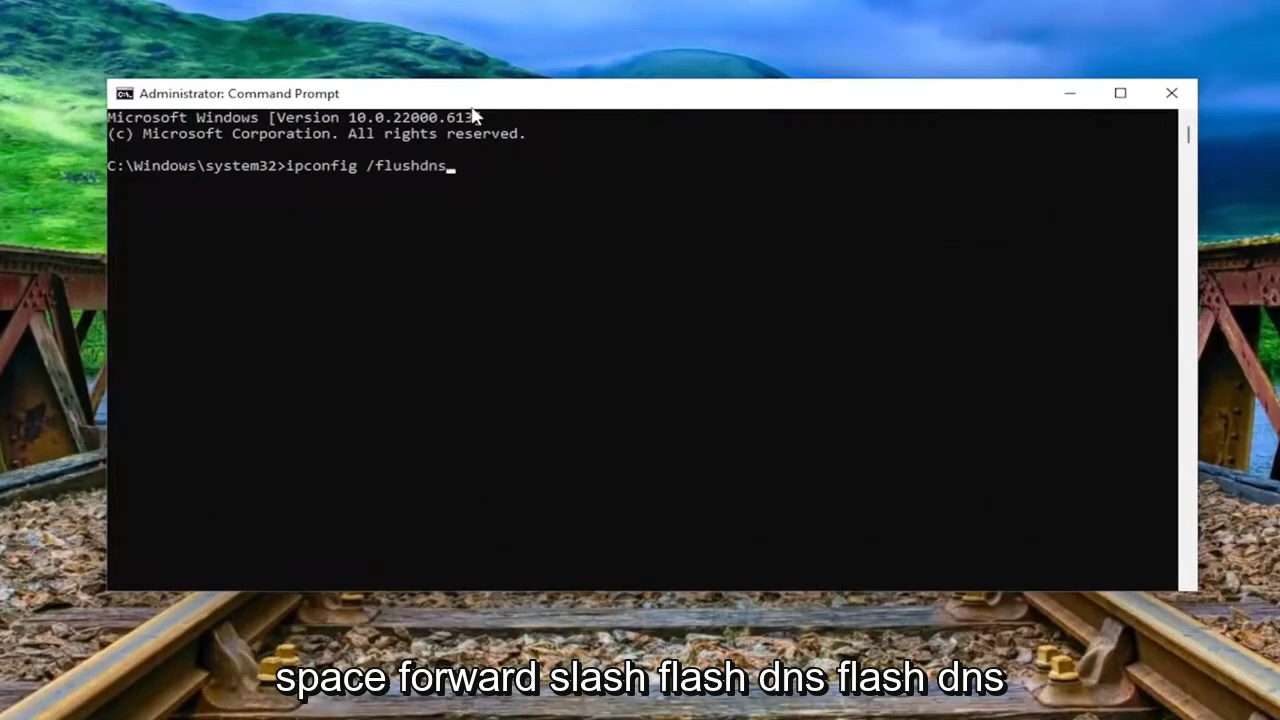 Administrator: Command Prompt
Microsoft Windows [Version 10.0.22000.613
(c) Microsoft Corporation. All rights reserved.
C:\Windows\system32>ipconfig /flushdns
space forward slash flash dns flash dns